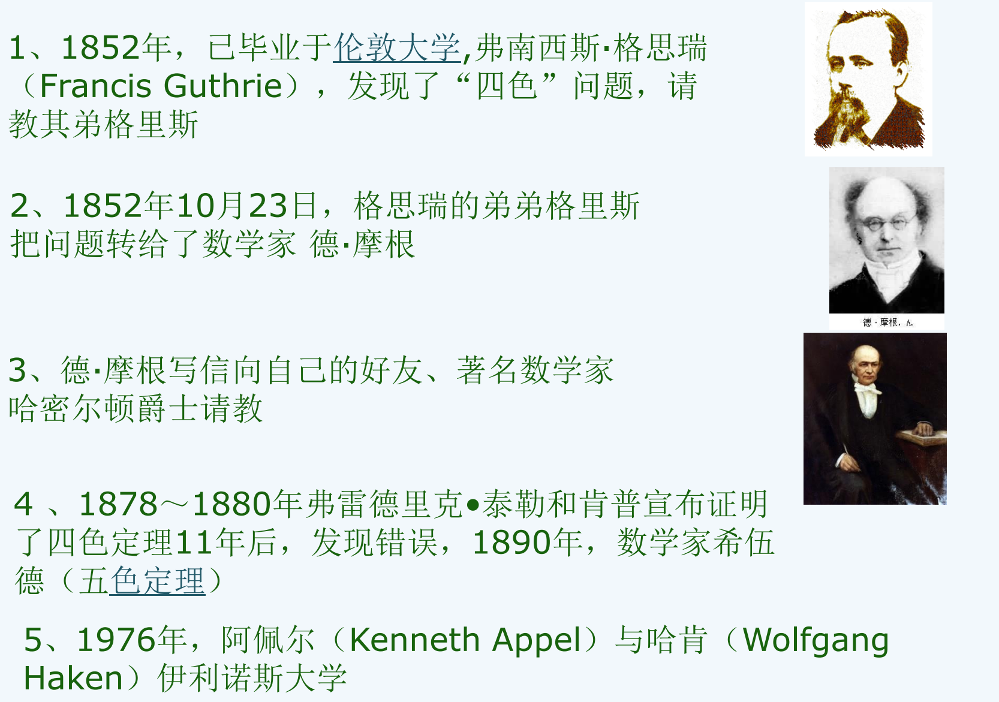 1、1852年，已毕业于伦敦大学,弗南西斯·格思瑞
（Francis Guthrie），发现了“四色”问题，请
教其弟格里斯
2、1852年10月23日，格思瑞的弟弟格里斯
把问题转给了数学家 德·摩根
德·摩根，A.
3、德·摩根写信向自己的好友、著名数学家
哈密尔顿爵士请教
4 、1878～1880年弗雷德里克•泰勒和肯普宣布证明
了四色定理11年后，发现错误，1890年，数学家希伍
德（五色定理）
5、1976年，阿佩尔（Kenneth Appel）与哈肯（Wolfgang
Haken）伊利诺斯大学